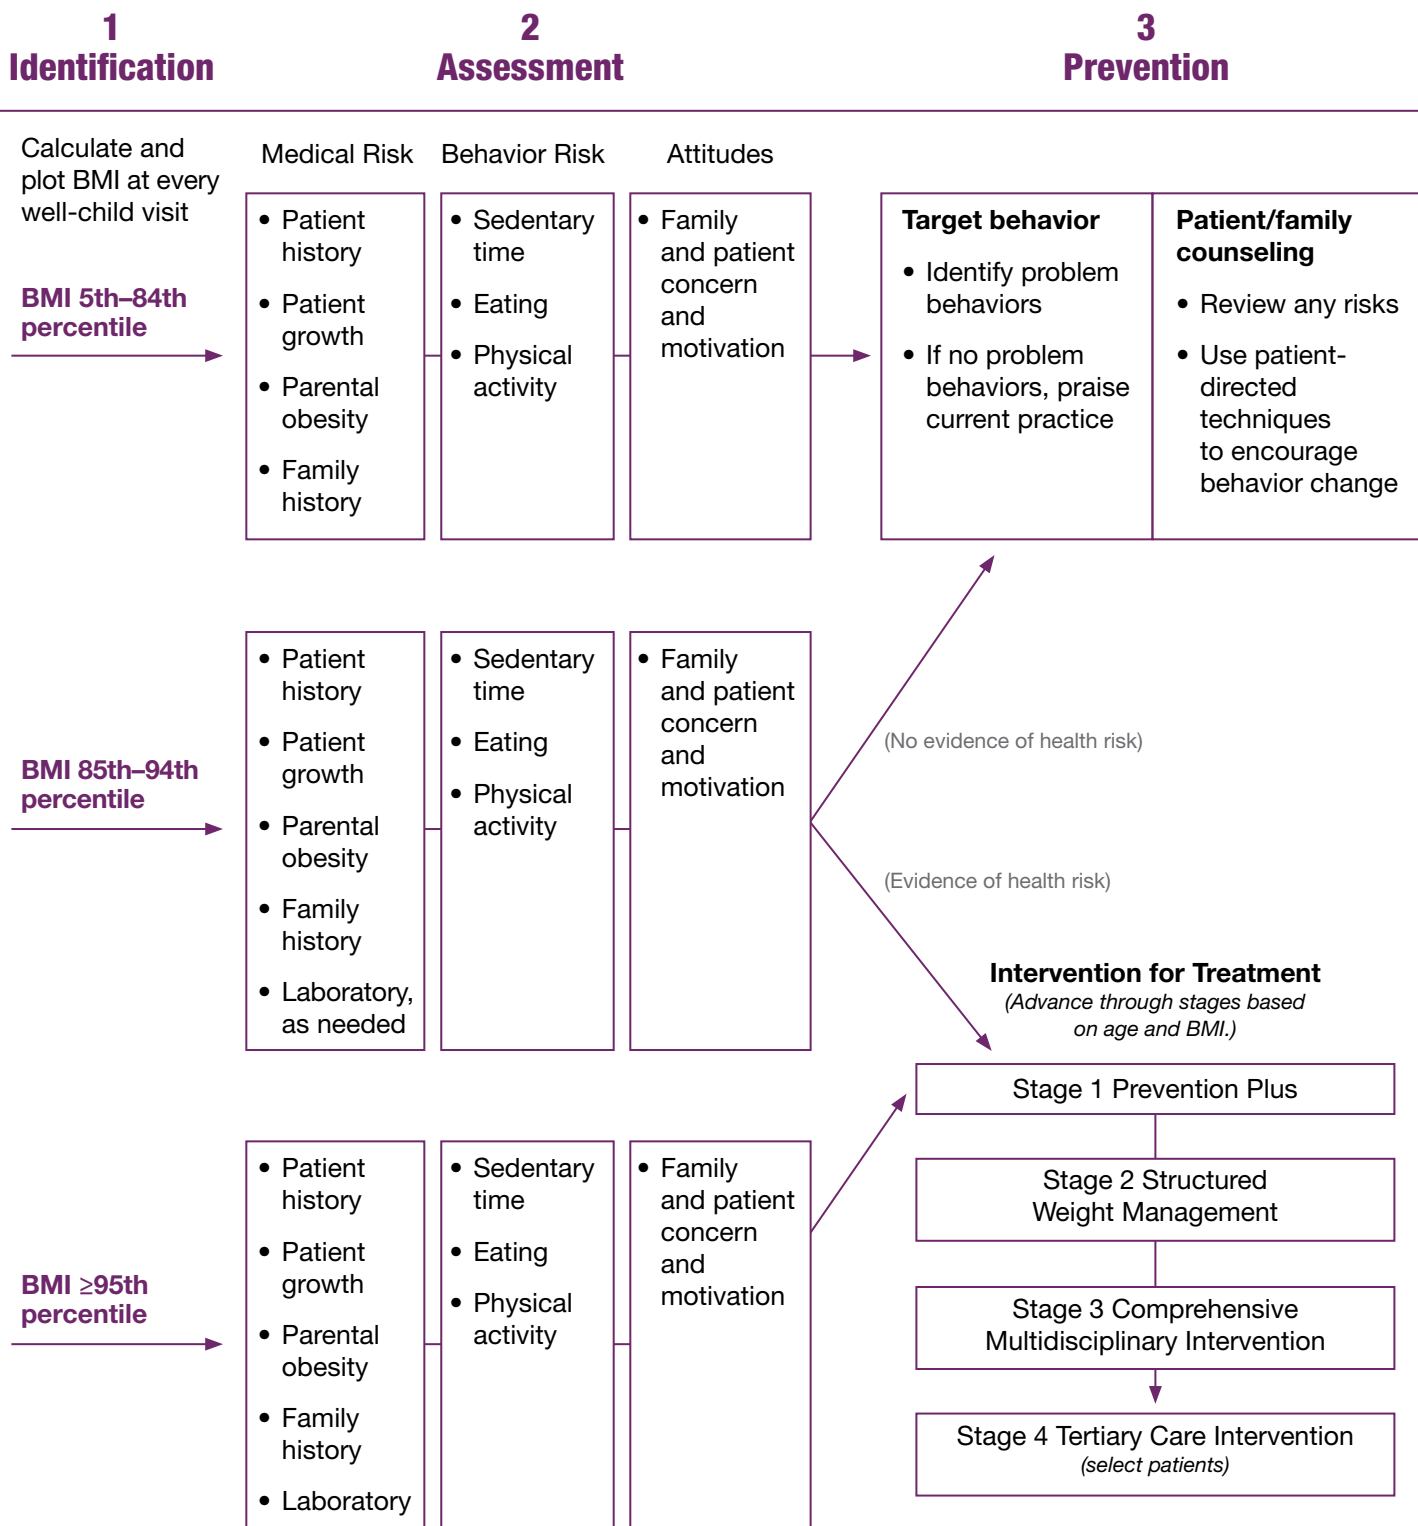 1
Identification
2
Assessment
3
Prevention
Calculate and
plot BMI at every
well-child visit
Medical Risk
Behavior Risk
Attitudes
BMI 5th–84th
percentile
• Patient
history
• Patient
growth
• Parental
obesity
• Family
history
• Sedentary
time
• Eating
• Physical
activity
• Family
and patient
concern
and
motivation
Target behavior
• Identify problem
behaviors
• If no problem
behaviors, praise
current practice
Patient/family
counseling
• Review any risks
• Use patient-
directed
techniques
to encourage
behavior change
BMI 85th–94th
percentile
• Patient
history
• Patient
growth
• Parental
obesity
• Family
history
• Laboratory,
as needed
• Sedentary
time
• Eating
• Physical
activity
• Family
and patient
concern
and
motivation
(No evidence of health risk)
(Evidence of health risk)
Intervention for Treatment
(Advance through stages based
on age and BMI.)
Stage 1 Prevention Plus
Stage 2 Structured
Weight Management
Stage 3 Comprehensive
Multidisciplinary Intervention
Stage 4 Tertiary Care Intervention
(select patients)
BMI ≥95th
percentile
• Patient
history
• Patient
growth
• Parental
obesity
• Family
history
• Laboratory
• Sedentary
time
• Eating
• Physical
activity
• Family
and patient
concern
and
motivation